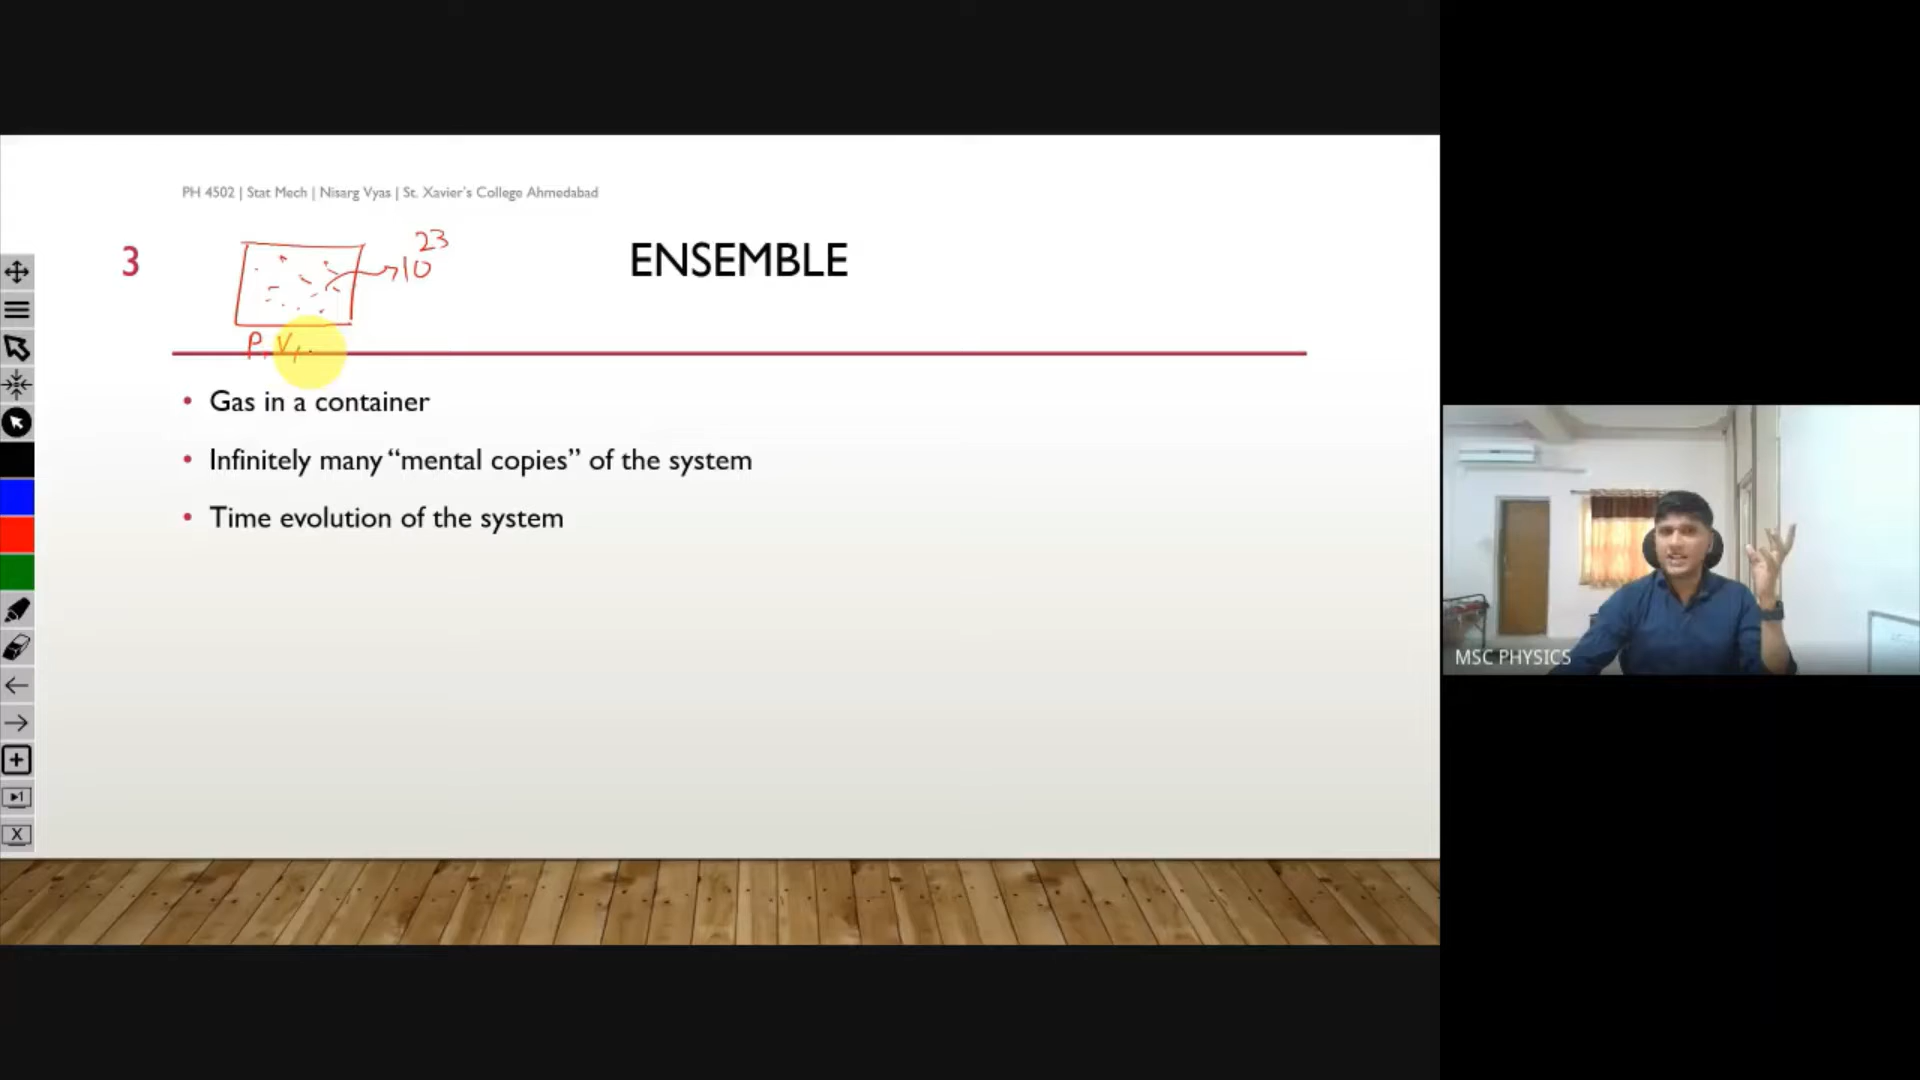 PH 4502 | Stat Mech | Nisarg Vyas | St. Xavier's College Ahmedabad
3
ENSEMBLE
10^23
P, V,
• Gas in a container
• Infinitely many “mental copies” of the system
• Time evolution of the system
MSC PHYSICS